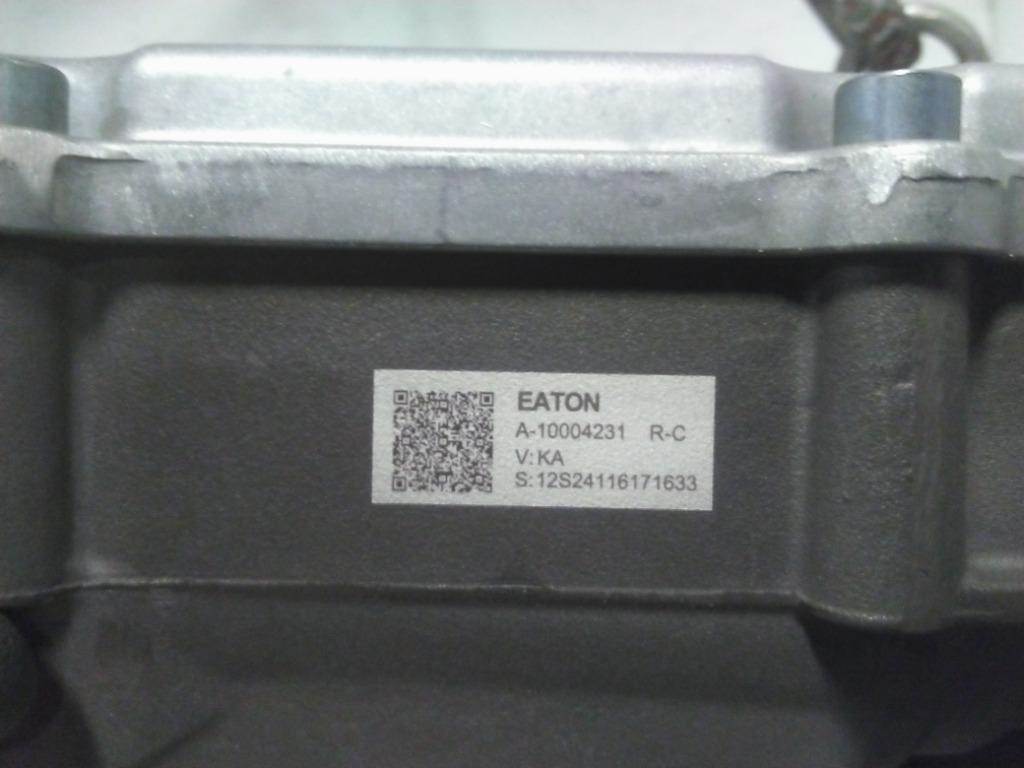 EATON
A-10004231 R-C
V:KA
S:12S24116171633